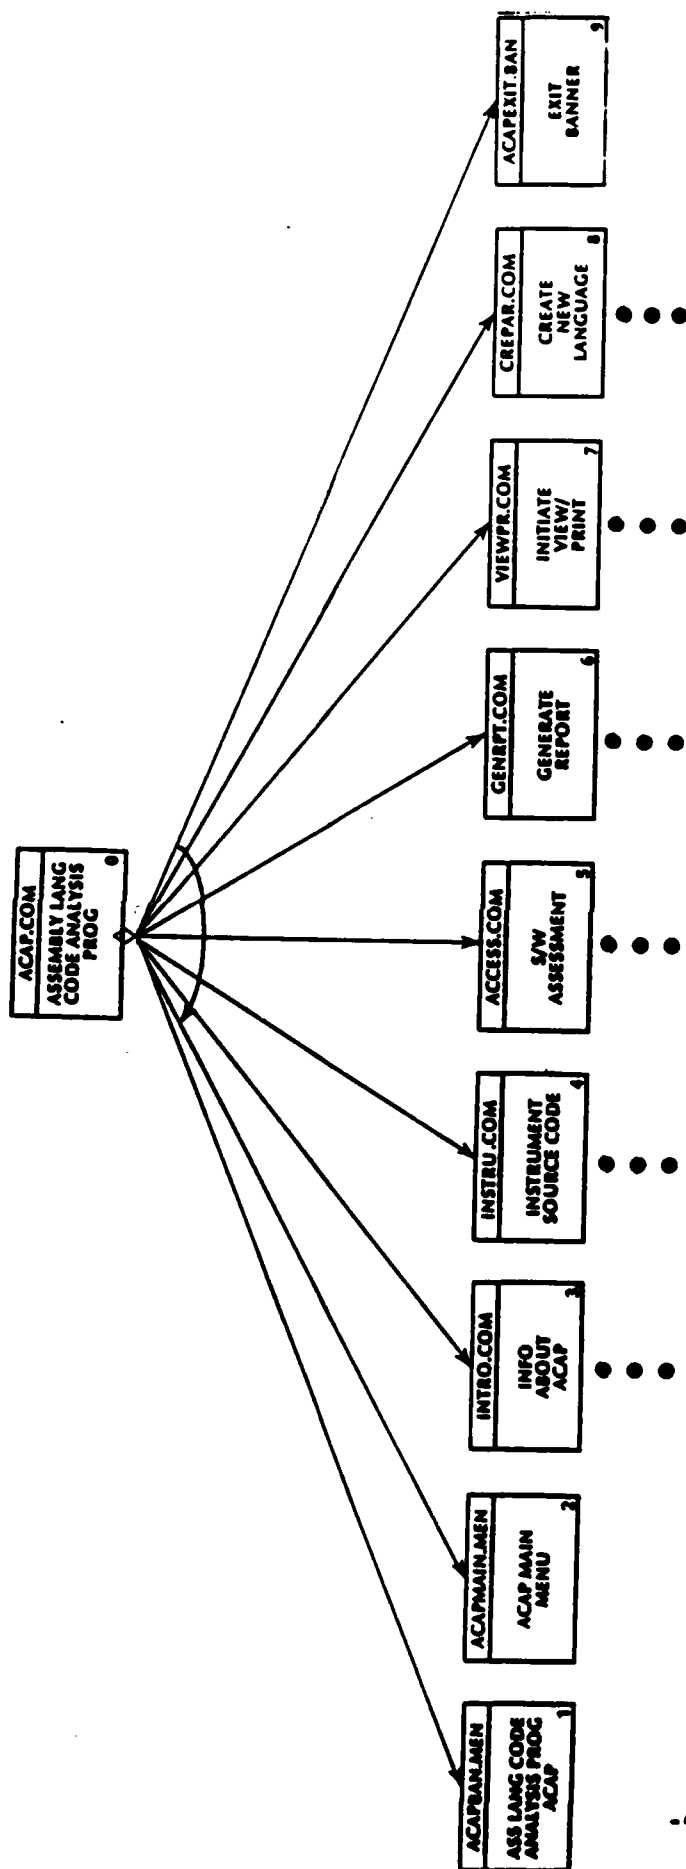 ACAP.COM
ASSEMBLY LANG
CODE ANALYSIS
PROG
0
ACAPBAN.MEN
ASS LANG CODE
ANALYSIS PROG
ACAP
1
ACAPMAIN.MEN
ACAP MAIN
MENU
2
INTRO.COM
INFO
ABOUT
ACAP
3
INSTRU.COM
INSTRUMENT
SOURCE CODE
4
ACCESS.COM
S/W
ASSESSMENT
5
GENRPT.COM
GENERATE
REPORT
6
VIEWPR.COM
INITIATE
VIEW/
PRINT
7
CREPAR.COM
CREATE
NEW
LANGUAGE
8
ACAPEXIT.BAN
EXIT
BANNER
9